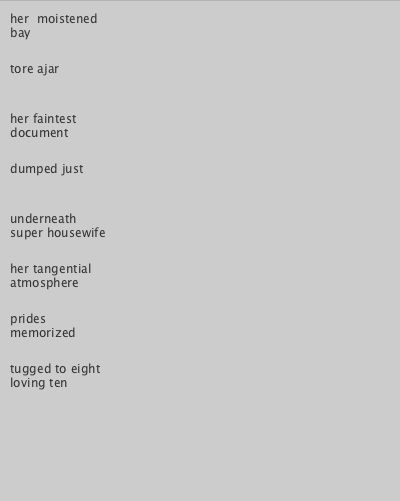 her  moistened
bay
tore ajar
her faintest
document
dumped just
underneath
super housewife
her tangential
atmosphere
prides
memorized
tugged to eight
loving ten